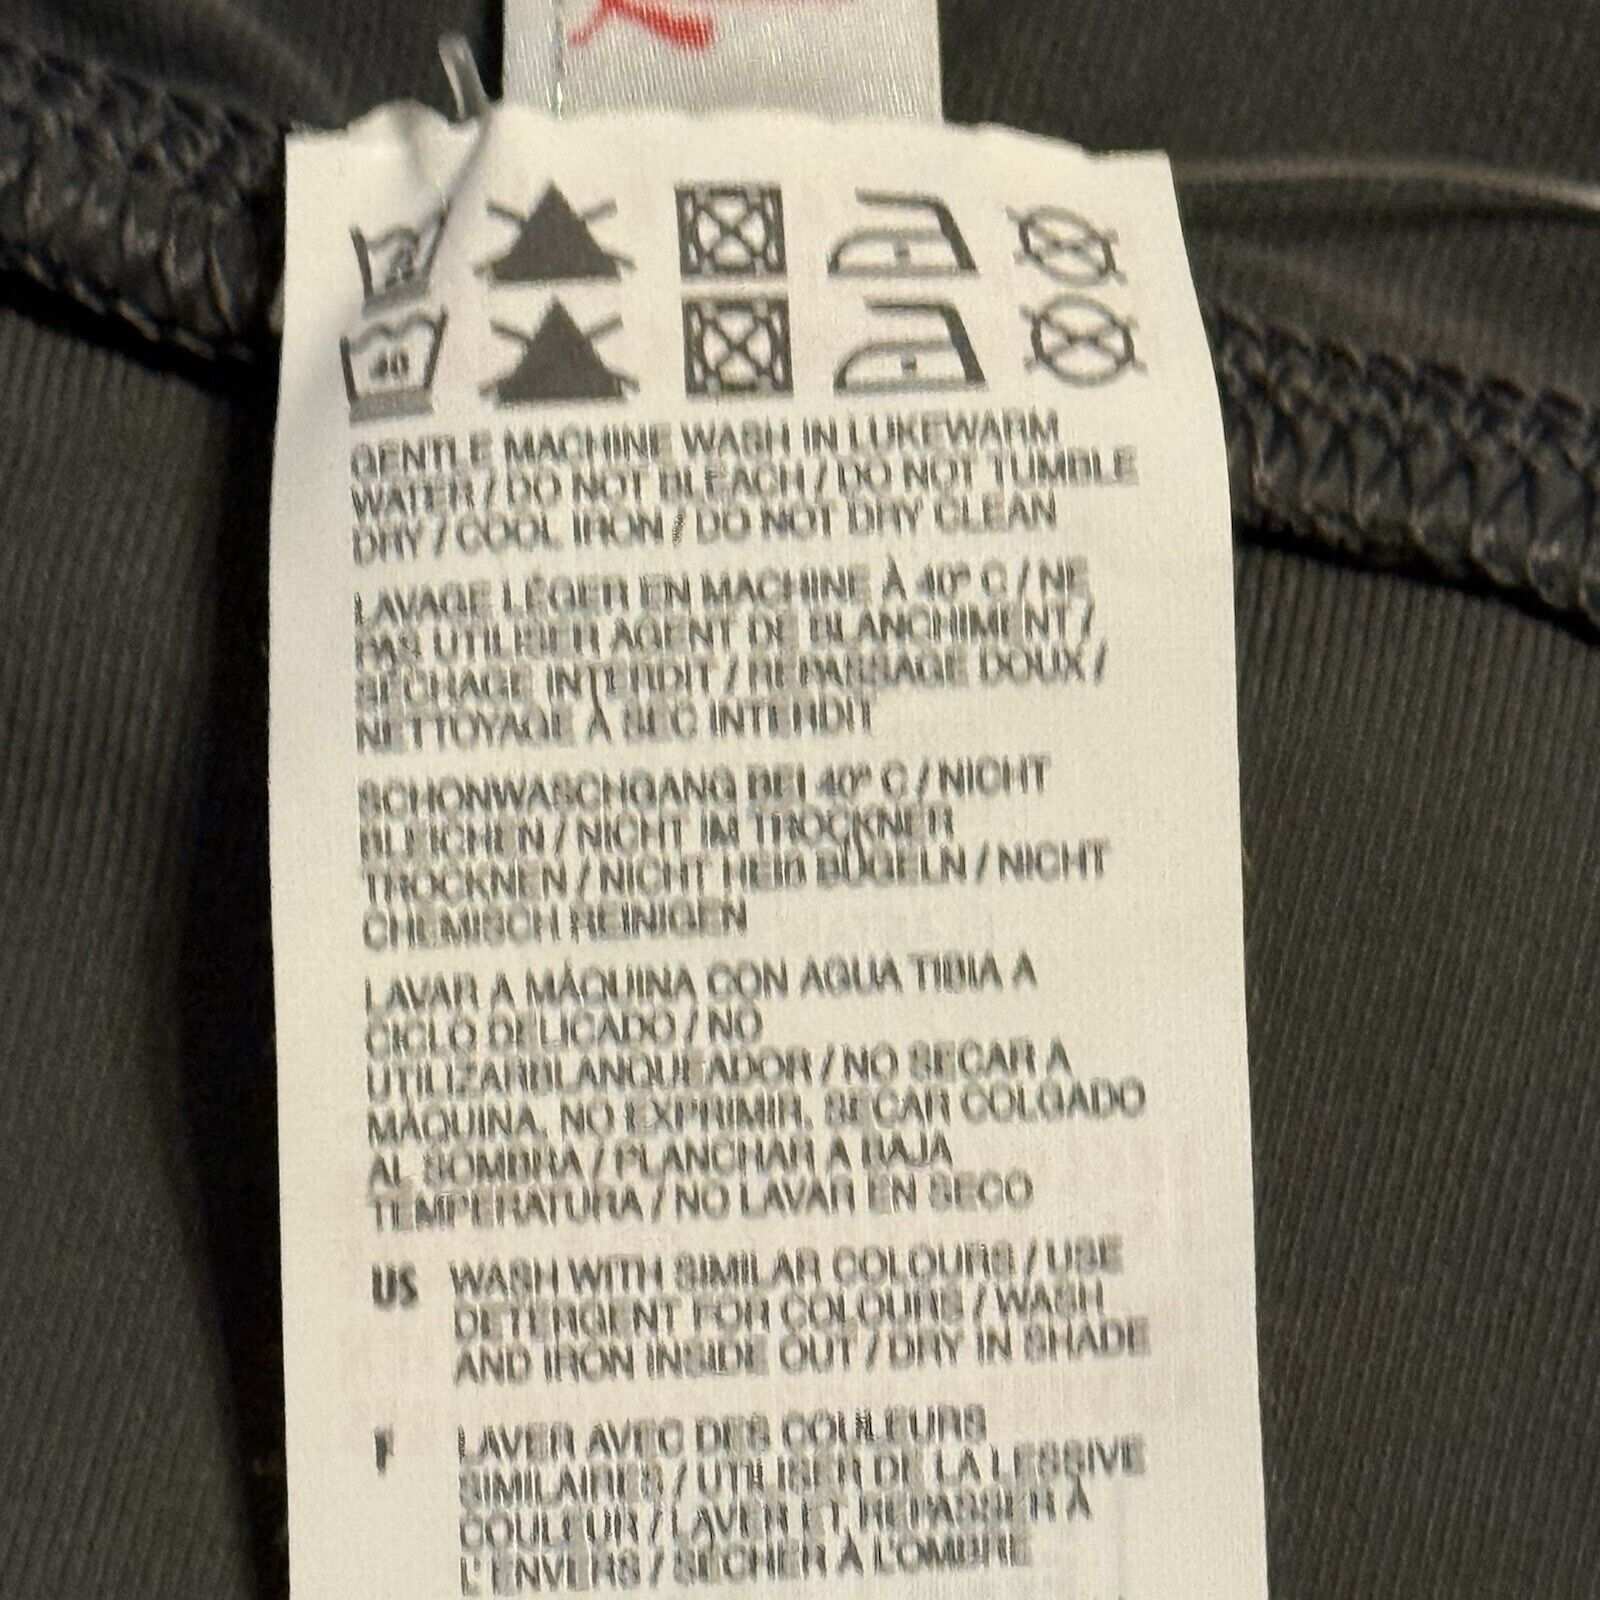 40
GENTLE MACHINE WASH IN LUKEWARM
WATER / DO NOT BLEACH / DO NOT TUMBLE
DRY / COOL IRON / DO NOT DRY CLEAN
LAVAGE LÉGER EN MACHINE À 40° C / NE
PAS UTILISER AGENT DE BLANCHIMENT /
SÉCHAGE INTERDIT / REPASSAGE DOUX /
NETTOYAGE À SEC INTERDIT
SCHONWASCHGANG BEI 40° C / NICHT
BLEICHEN / NICHT IM TROCKNER
TROCKNEN / NICHT HEIß BÜGELN / NICHT
CHEMISCH REINIGEN
LAVAR A MÁQUINA CON AGUA TIBIA A
CICLO DELICADO / NO
UTILIZARBLANQUEADOR / NO SECAR A
MÁQUINA, NO EXPRIMIR, SECAR COLGADO
AL SOMBRA / PLANCHAR A BAJA
TEMPERATURA / NO LAVAR EN SECO
US WASH WITH SIMILAR COLOURS / USE
DETERGENT FOR COLOURS / WASH
AND IRON INSIDE OUT / DRY IN SHADE
F LAVER AVEC DES COULEURS
SIMILAIRES / UTILISER DE LA LESSIVE
COULEUR / LAVER ET REPASSER À
L'ENVERS / SÉCHER À L'OMBRE